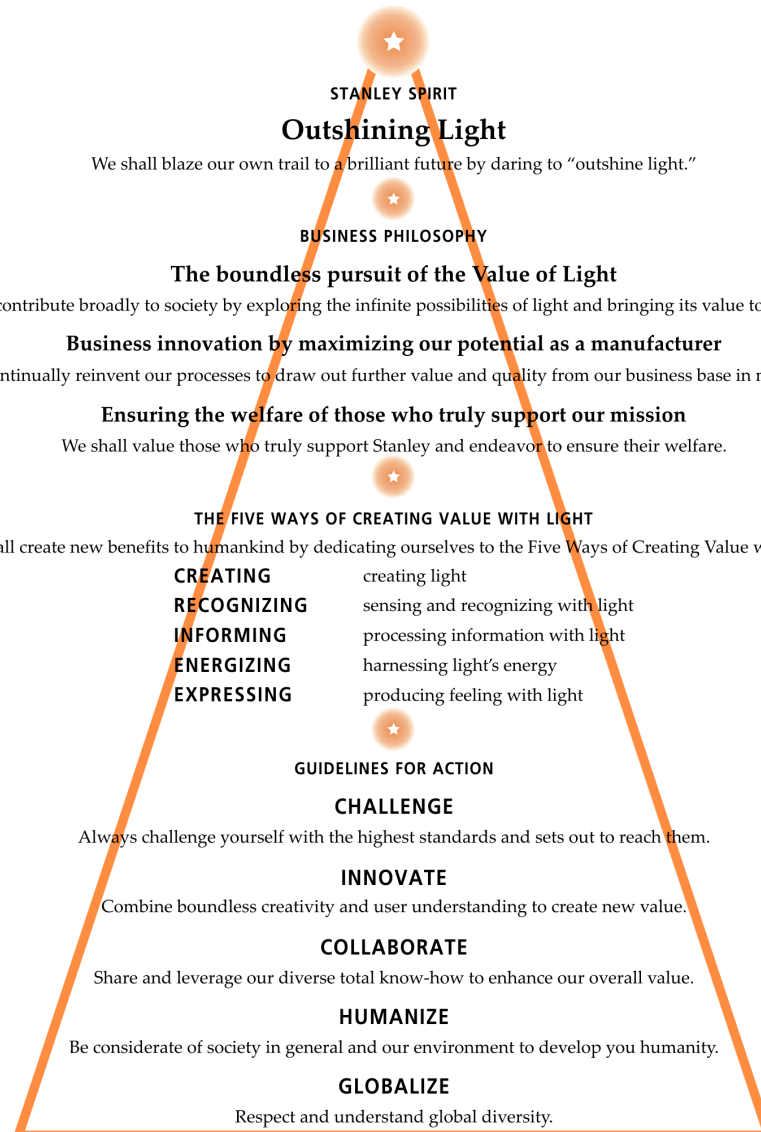 STANLEY SPIRIT
Outshining Light
We shall blaze our own trail to a brilliant future by daring to “outshine light.”
BUSINESS PHILOSOPHY
The boundless pursuit of the Value of Light
contribute broadly to society by exploring the infinite possibilities of light and bringing its value to
Business innovation by maximizing our potential as a manufacturer
ntinually reinvent our processes to draw out further value and quality from our business base in
Ensuring the welfare of those who truly support our mission
We shall value those who truly support Stanley and endeavor to ensure their welfare.
THE FIVE WAYS OF CREATING VALUE WITH LIGHT
all create new benefits to humankind by dedicating ourselves to the Five Ways of Creating Value
CREATING creating light
RECOGNIZING sensing and recognizing with light
INFORMING processing information with light
ENERGIZING harnessing light’s energy
EXPRESSING producing feeling with light
GUIDELINES FOR ACTION
CHALLENGE
Always challenge yourself with the highest standards and sets out to reach them.
INNOVATE
Combine boundless creativity and user understanding to create new value.
COLLABORATE
Share and leverage our diverse total know-how to enhance our overall value.
HUMANIZE
Be considerate of society in general and our environment to develop you humanity.
GLOBALIZE
Respect and understand global diversity.